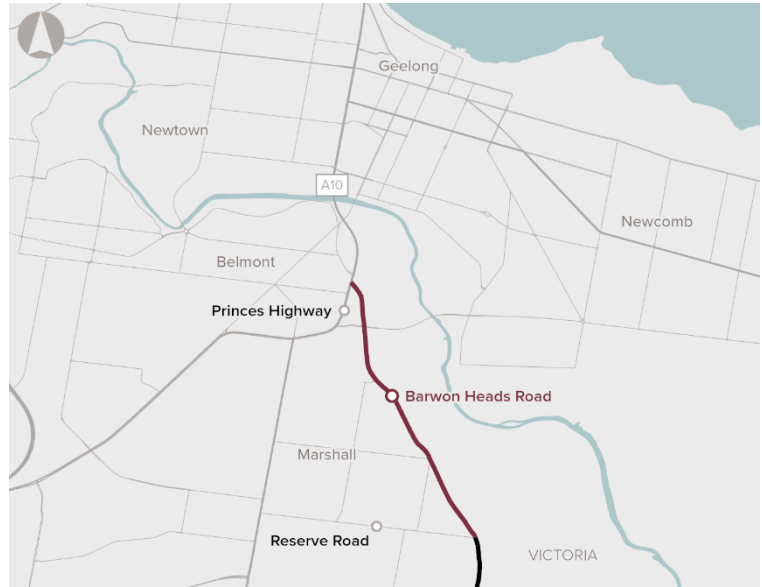 Geelong
Newtown
A10
Newcomb
Belmont
Princes Highway
Barwon Heads Road
Marshall
Reserve Road
VICTORIA